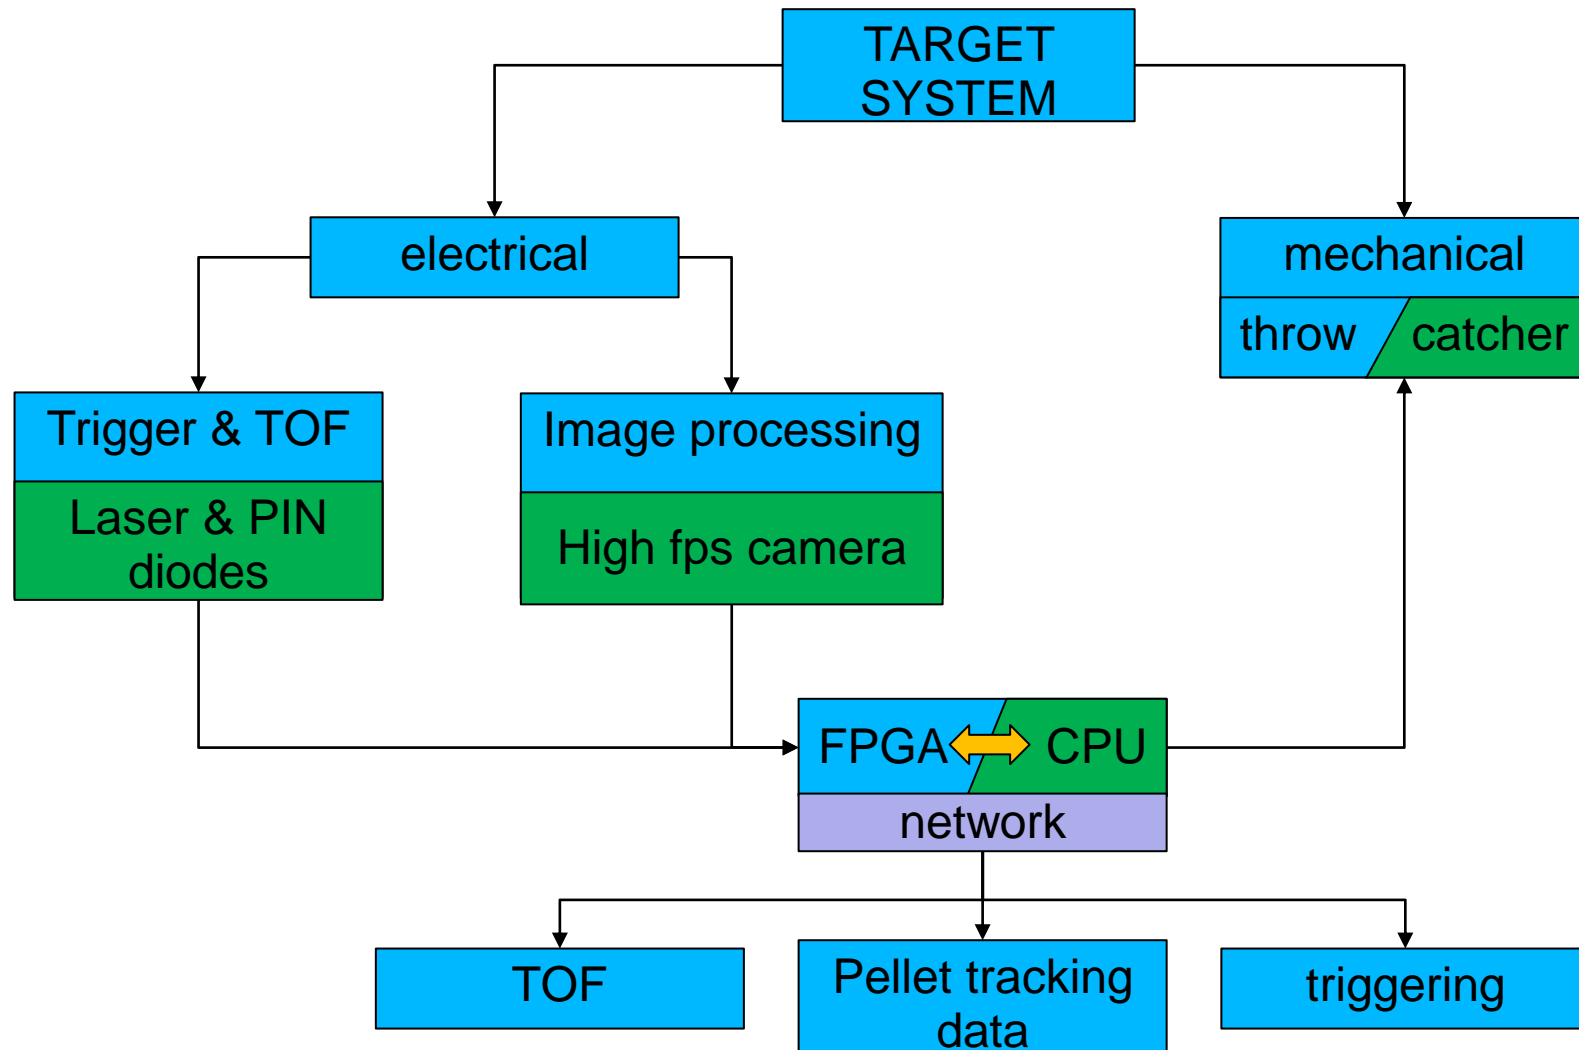 TARGET
SYSTEM
electrical
mechanical
throw
catcher
Trigger & TOF
Laser & PIN
diodes
Image processing
High fps camera
FPGA
CPU
network
TOF
Pellet tracking
data
triggering